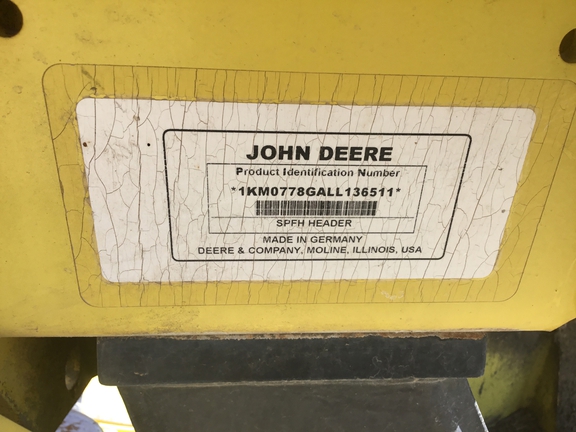 JOHN DEERE
Product Identification Number
*1KM0778GALL136511*
SPFH HEADER
MADE IN GERMANY
DEERE & COMPANY, MOLINE, ILLINOIS, USA